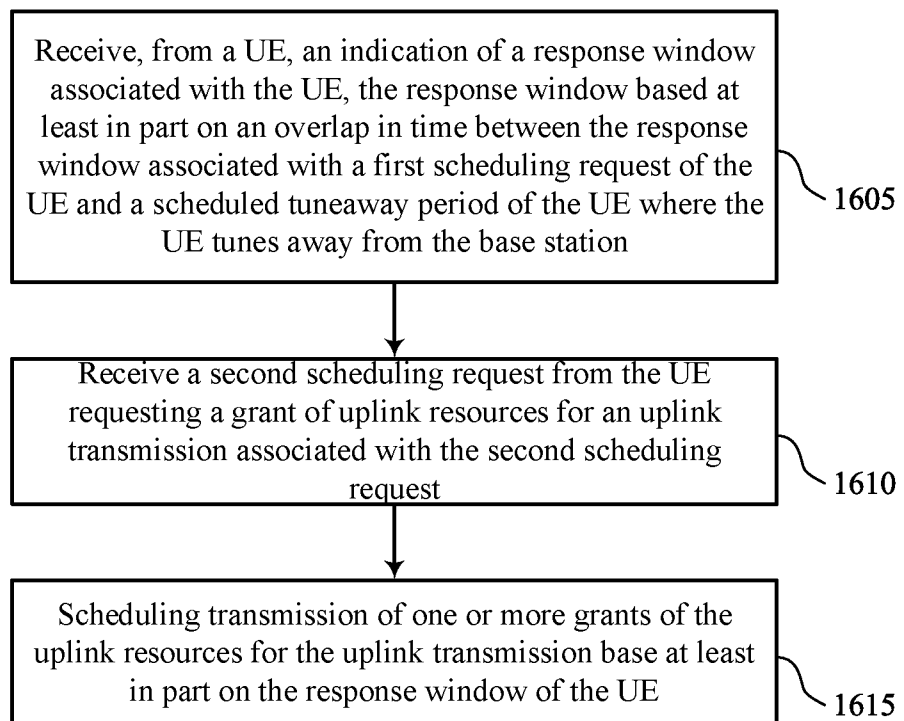 Receive, from a UE, an indication of a response window
associated with the UE, the response window based at
least in part on an overlap in time between the response
window associated with a first scheduling request of the
UE and a scheduled tuneaway period of the UE where the
UE tunes away from the base station
1605
Receive a second scheduling request from the UE
requesting a grant of uplink resources for an uplink
transmission associated with the second scheduling
request
1610
Scheduling transmission of one or more grants of the
uplink resources for the uplink transmission base at least
in part on the response window of the UE
1615